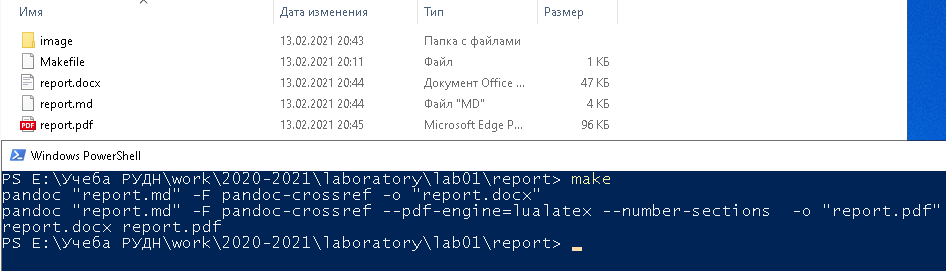 Имя Дата изменения Тип Размер
image 13.02.2021 20:43 Папка с файлами
Makefile 13.02.2021 20:11 Файл 1 КБ
report.docx 13.02.2021 20:44 Документ Office ... 47 КБ
report.md 13.02.2021 20:44 Файл "MD" 4 КБ
PDF report.pdf 13.02.2021 20:45 Microsoft Edge P... 96 КБ
Windows PowerShell
PS E:\Учеба РУДН\work\2020-2021\laboratory\lab01\report> make
pandoc "report.md" -F pandoc-crossref -o "report.docx"
pandoc "report.md" -F pandoc-crossref --pdf-engine=lualatex --number-sections  -o "report.pdf"
report.docx report.pdf
PS E:\Учеба РУДН\work\2020-2021\laboratory\lab01\report> _